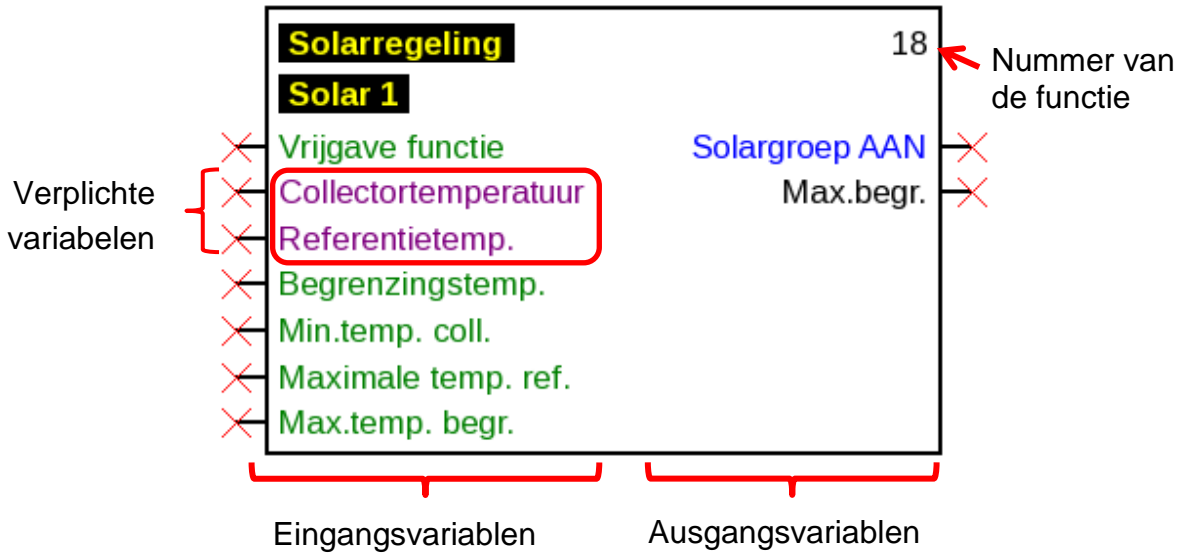 Solarregeling 18
Solar 1
Nummer van
de functie
Vrijgave functie Solargroep AAN
Verplichte
variabelen
Collectortemperatuur Max.begr.
Referentietemp.
Begrenzingstemp.
Min.temp. coll.
Maximale temp. ref.
Max.temp. begr.
Eingangsvariablen Ausgangsvariablen